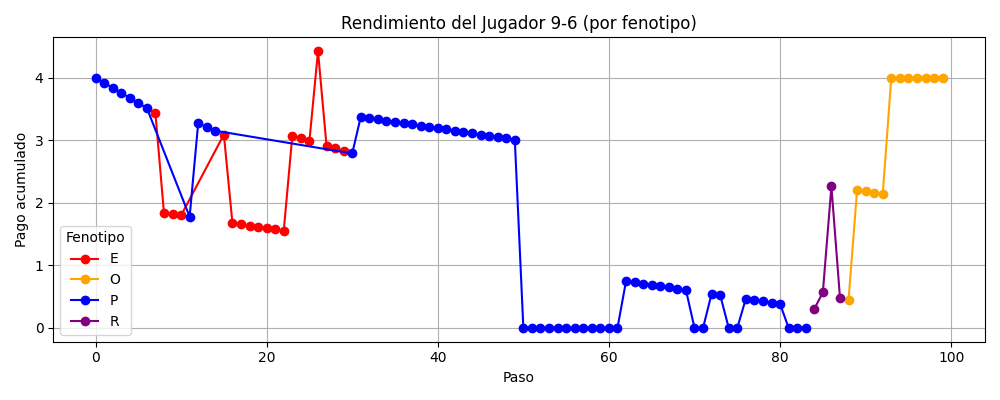 Rendimiento del Jugador 9-6 (por fenotipo)
Pago acumulado
4
3
2
1
0
Fenotipo
E
O
P
R
0 20 40 60 80 100
Paso